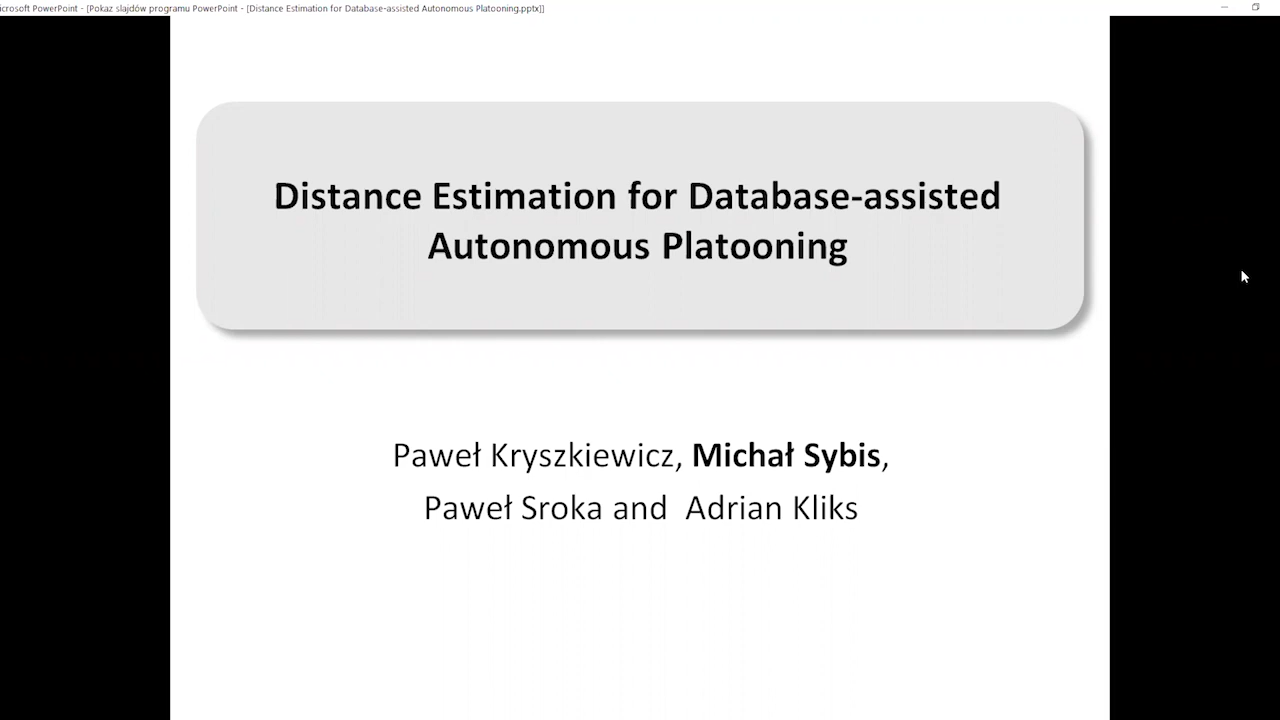 icrosoft PowerPoint - [Pokaz slajdów programu PowerPoint - [Distance Estimation for Database-assisted Autonomous Platooning.pptx]]
Distance Estimation for Database-assisted
Autonomous Platooning
Paweł Kryszkiewicz, Michał Sybis,
Paweł Sroka and Adrian Kliks